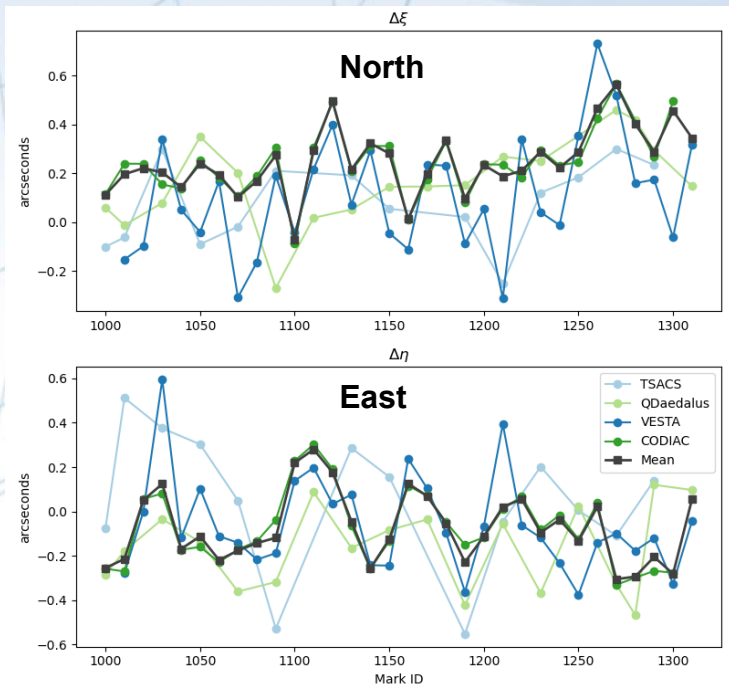 Δξ
North
0.6
0.4
0.2
0.0
−0.2
arcseconds
1000 1050 1100 1150 1200 1250 1300
Δη
East
0.6
0.4
0.2
0.0
−0.2
−0.4
−0.6
arcseconds
TSACS
QDaedalus
VESTA
CODIAC
Mean
1000 1050 1100 1150 1200 1250 1300
Mark ID